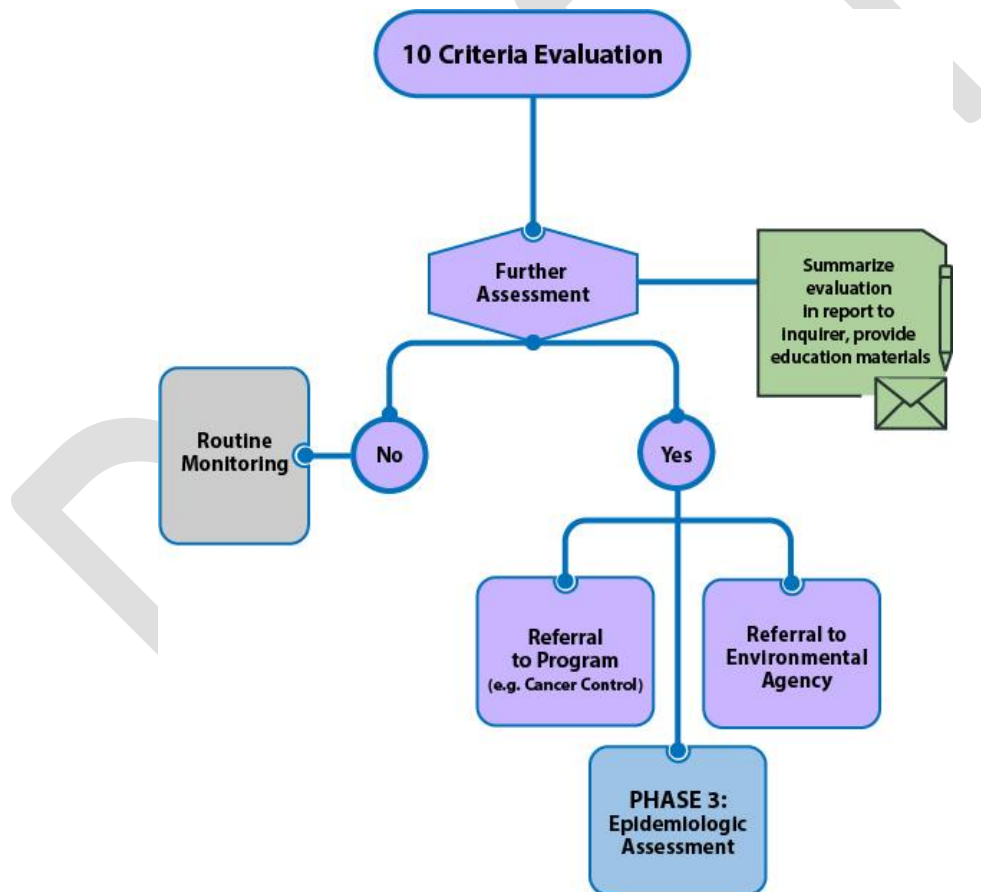 10 Criteria Evaluation
Further
Assessment
Summarize
evaluation
in report to
inquirer, provide
education materials
Routine
Monitoring
No
Yes
Referral
to Program
(e.g. Cancer Control)
Referral to
Environmental
Agency
PHASE 3:
Epidemiologic
Assessment